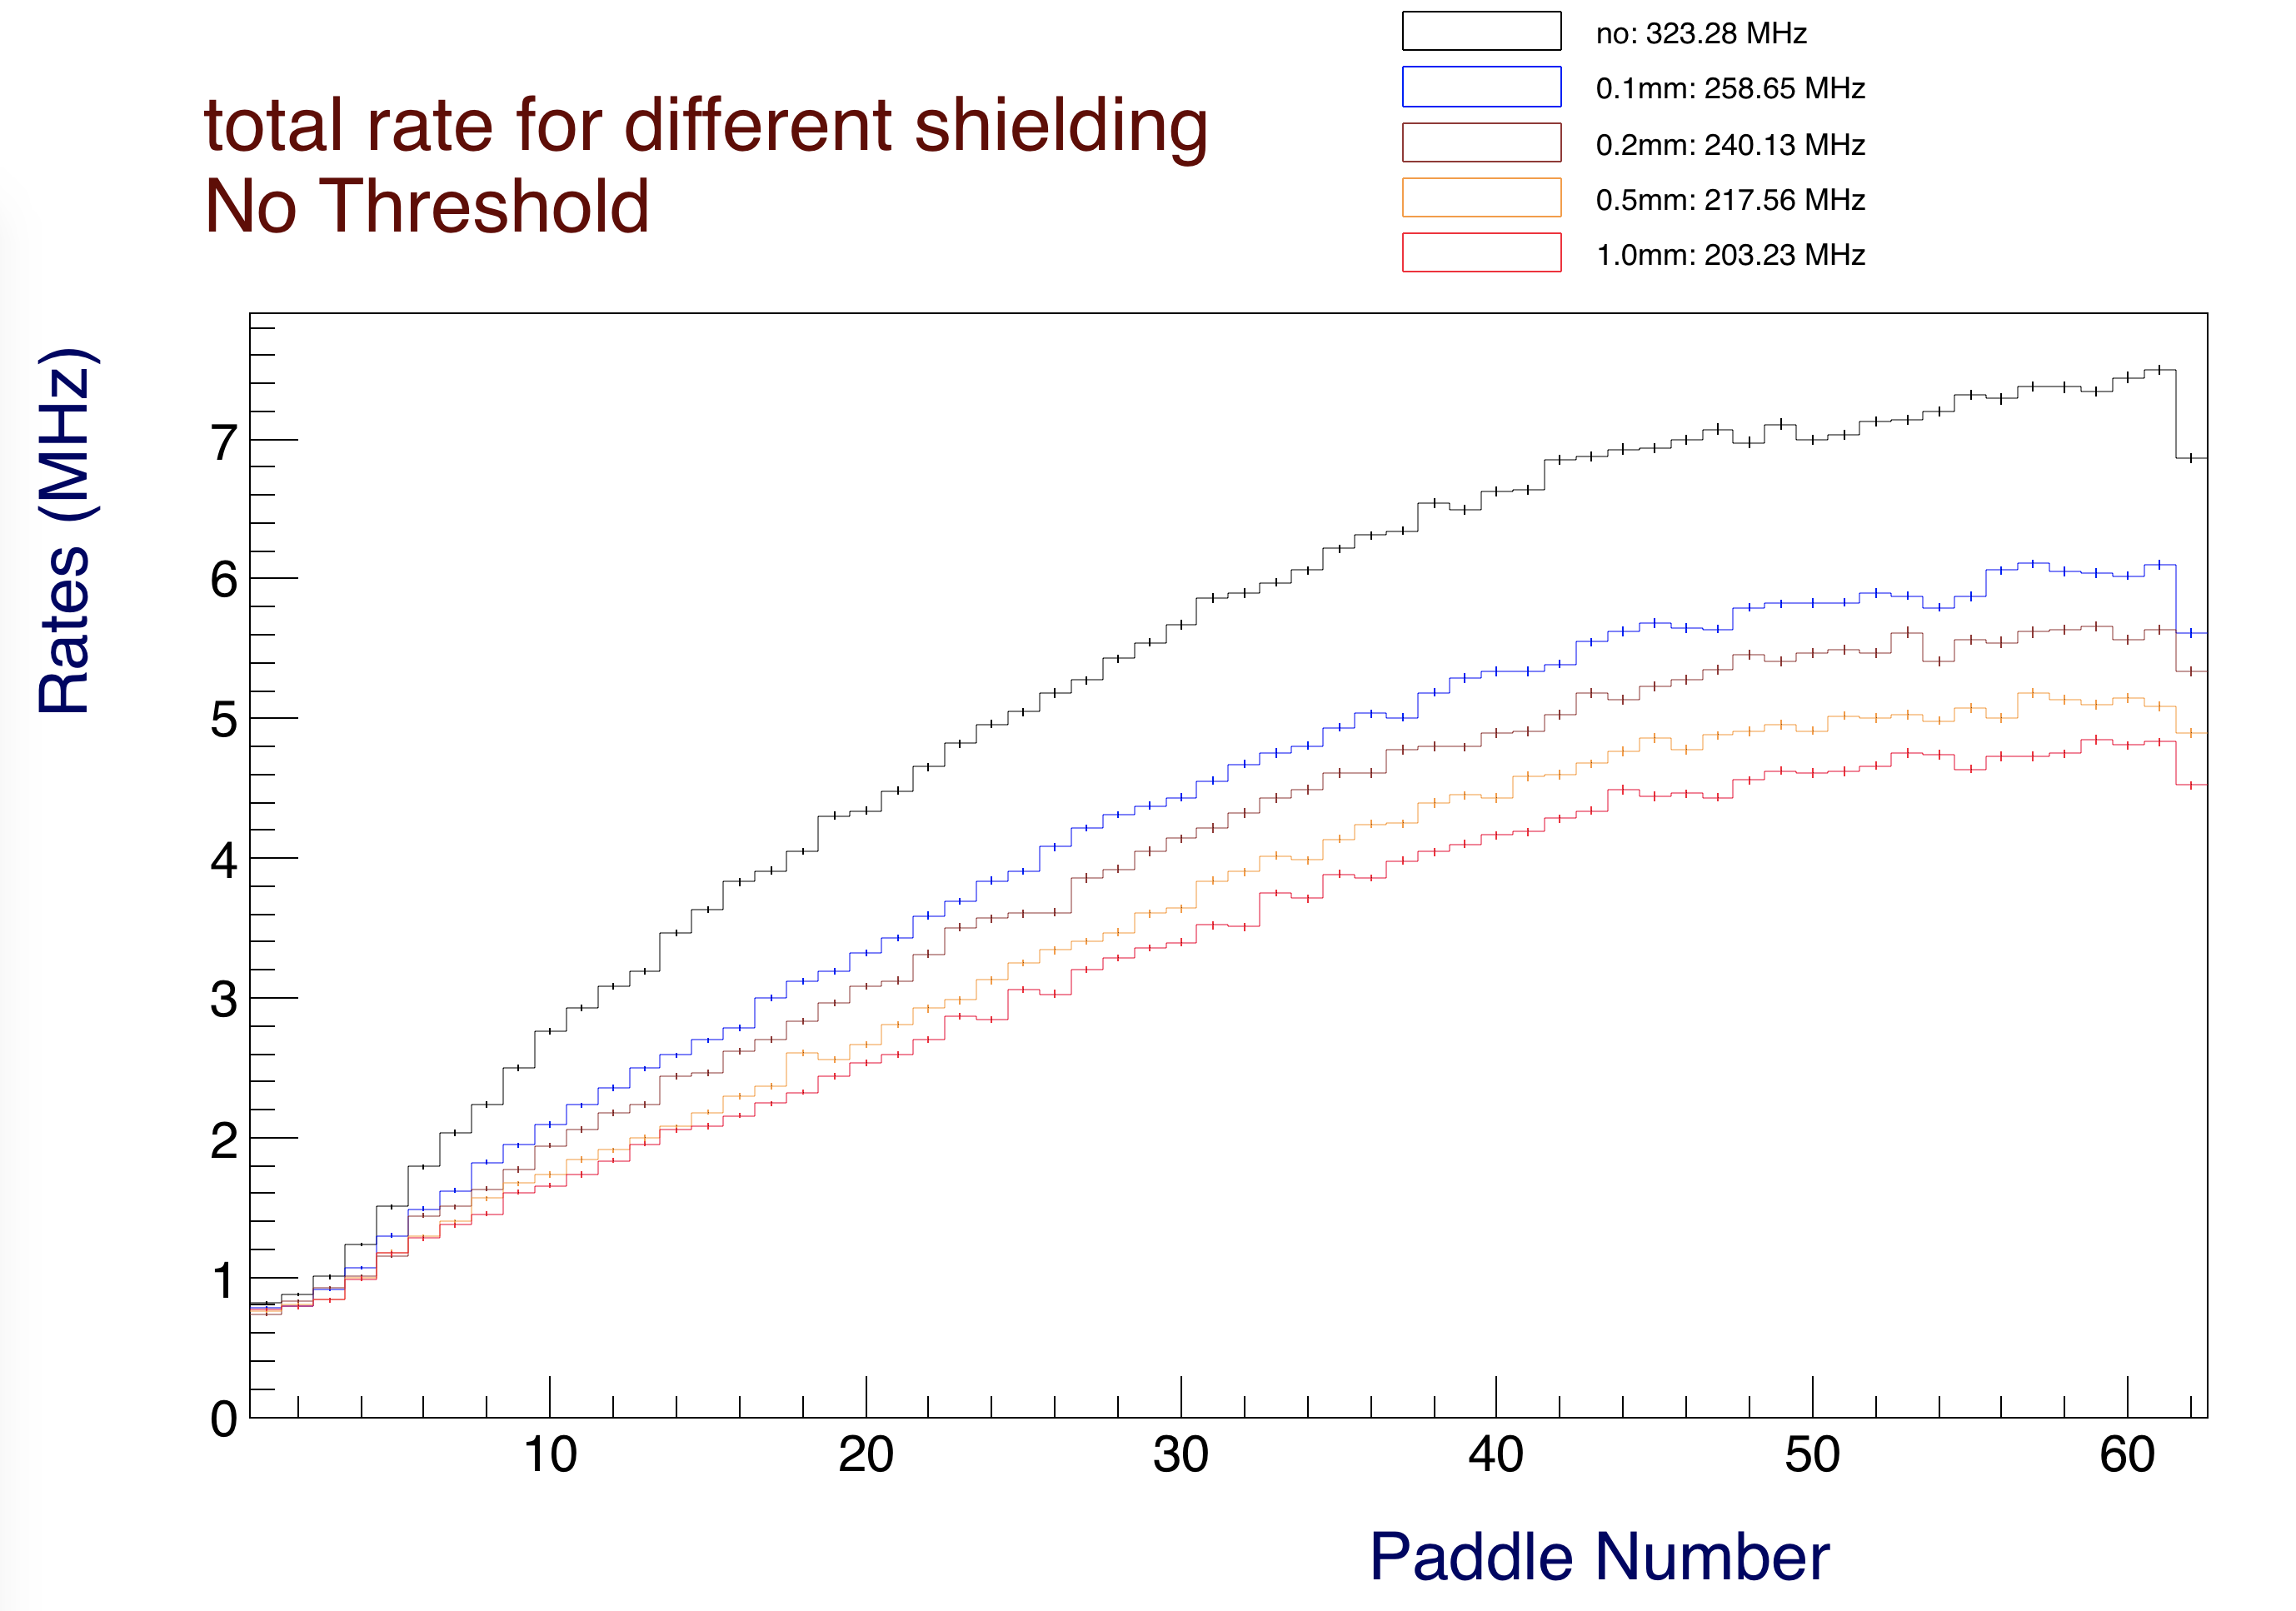 no: 323.28 MHz
0.1mm: 258.65 MHz
0.2mm: 240.13 MHz
0.5mm: 217.56 MHz
1.0mm: 203.23 MHz
total rate for different shielding
No Threshold
Rates (MHz)
7
6
5
4
3
2
1
0
10 20 30 40 50 60
Paddle Number